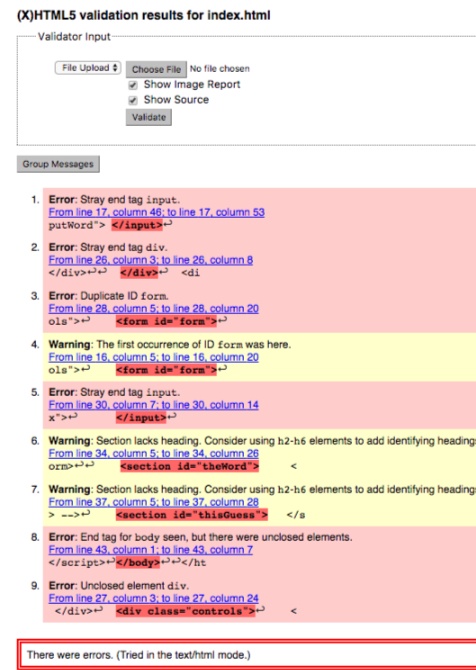 (X)HTML5 validation results for index.html
Validator Input
File Upload Choose File No file chosen
Show Image Report
Show Source
Validate
Group Messages
1. Error: Stray end tag input.
From line 17, column 46; to line 17, column 53
putWord"> </input>↩
2. Error: Stray end tag div.
From line 26, column 3; to line 26, column 8
</div>↩↩ </div>↩ <di
3. Error: Duplicate ID form.
From line 28, column 5; to line 28, column 20
ols">↩ <form id="form">↩
4. Warning: The first occurrence of ID form was here.
From line 16, column 5; to line 16, column 20
ols">↩ <form id="form">↩
5. Error: Stray end tag input.
From line 30, column 7; to line 30, column 14
x">↩ </input>↩
6. Warning: Section lacks heading. Consider using h2-h6 elements to add identifying headings
From line 34, column 5; to line 34, column 26
orm>↩↩ <section id="theWord"> <
7. Warning: Section lacks heading. Consider using h2-h6 elements to add identifying headings
From line 37, column 5; to line 37, column 28
> -->↩ <section id="thisGuess"> </s
8. Error: End tag for body seen, but there were unclosed elements.
From line 43, column 1; to line 43, column 7
</script>↩</body>↩↩</ht
9. Error: Unclosed element div.
From line 27, column 3; to line 27, column 24
</div>↩ <div class="controls">↩ <
There were errors. (Tried in the text/html mode.)